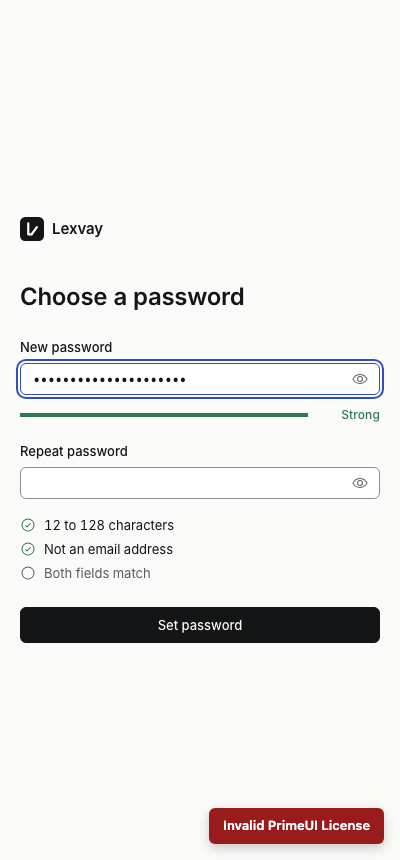 Lexvay
Choose a password
New password
•••••••••••••••••••••
Strong
Repeat password
12 to 128 characters
Not an email address
Both fields match
Set password
Invalid PrimeUI License